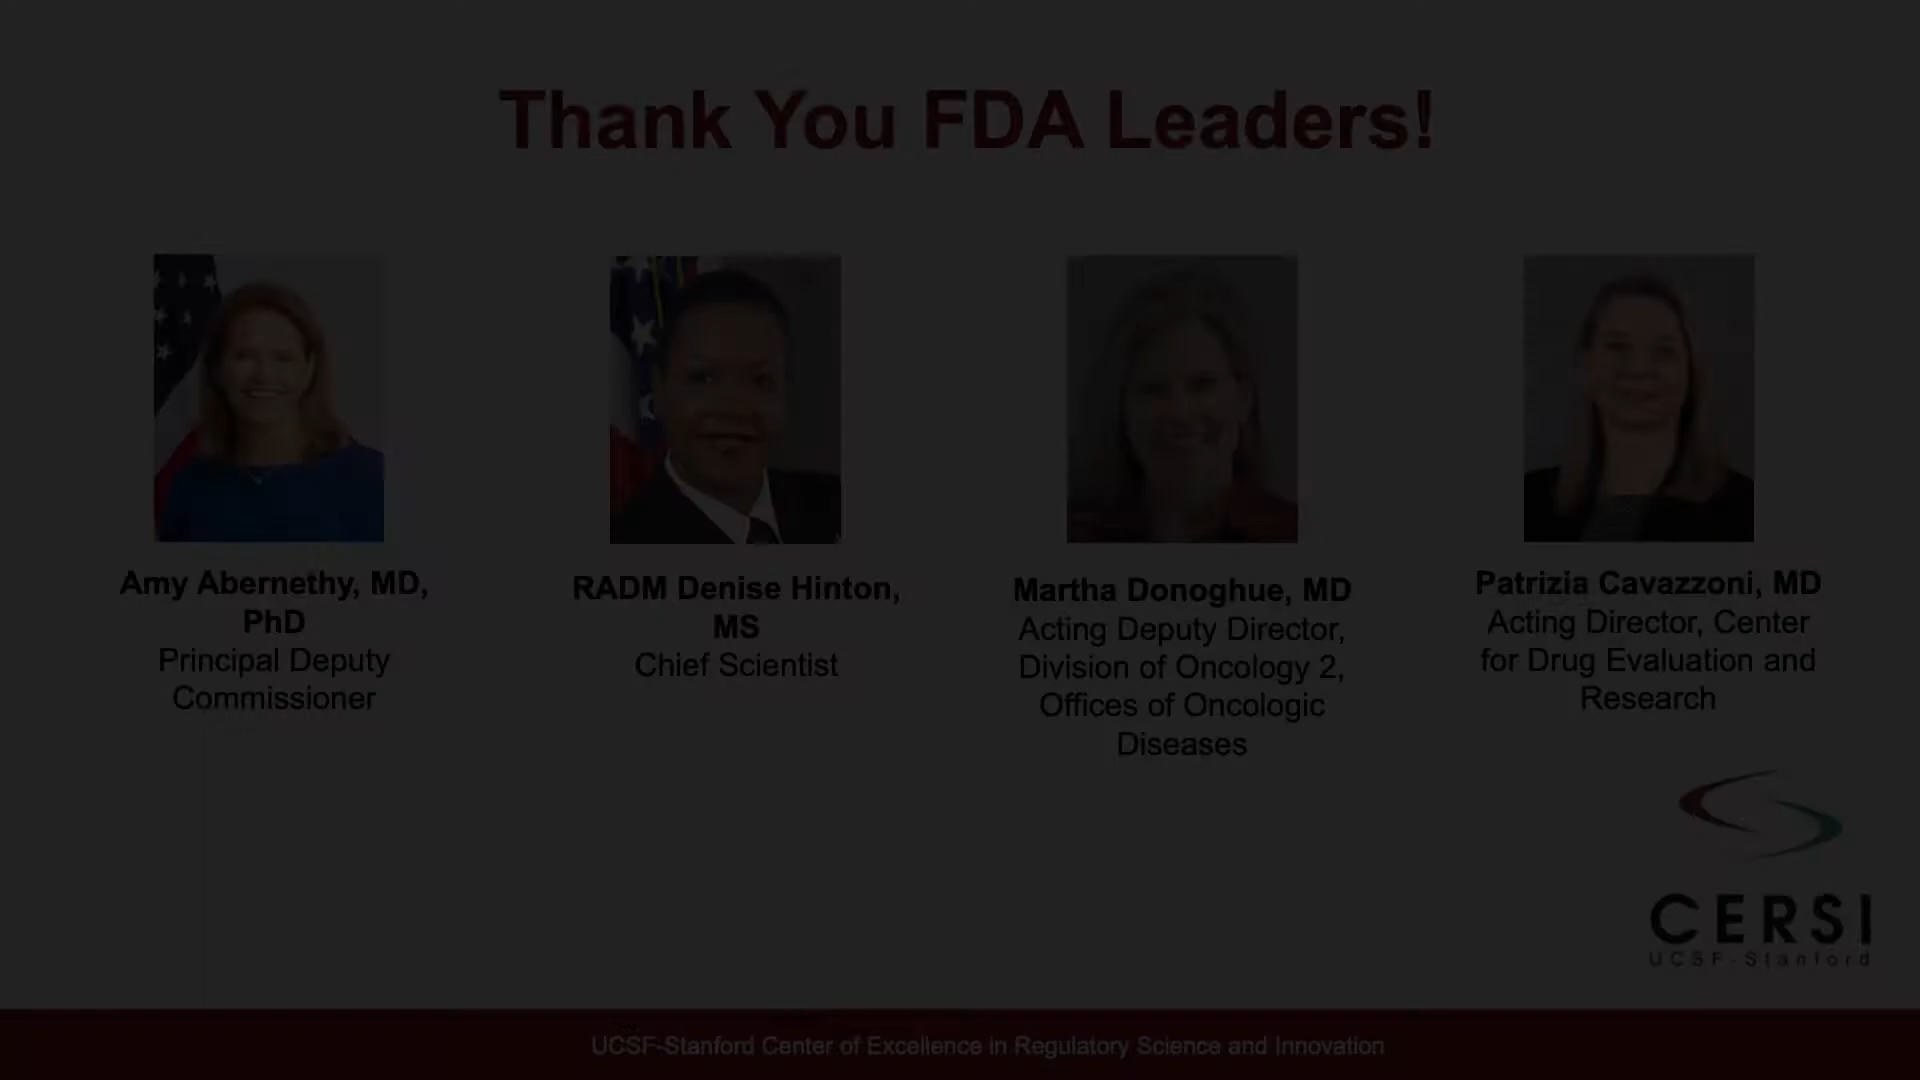 Thank You FDA Leaders!
Amy Abernethy, MD,
PhD
Principal Deputy
Commissioner
RADM Denise Hinton,
MS
Chief Scientist
Martha Donoghue, MD
Acting Deputy Director,
Division of Oncology 2,
Offices of Oncologic
Diseases
Patrizia Cavazzoni, MD
Acting Director, Center
for Drug Evaluation and
Research
CERSI
UCSF-Stanford
UCSF-Stanford Center of Excellence in Regulatory Science and Innovation